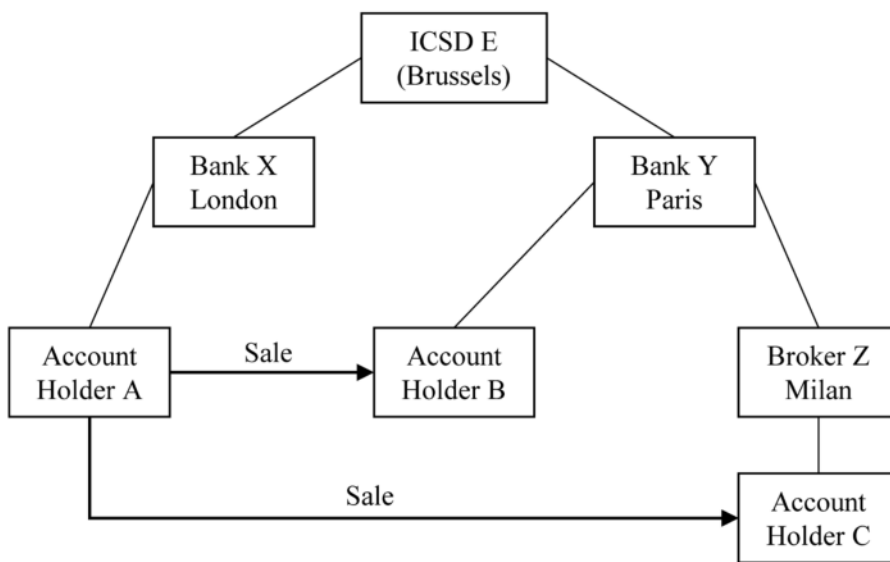 ICSD E
(Brussels)
Bank X
London
Bank Y
Paris
Account
Holder A
Sale
Account
Holder B
Broker Z
Milan
Sale
Account
Holder C